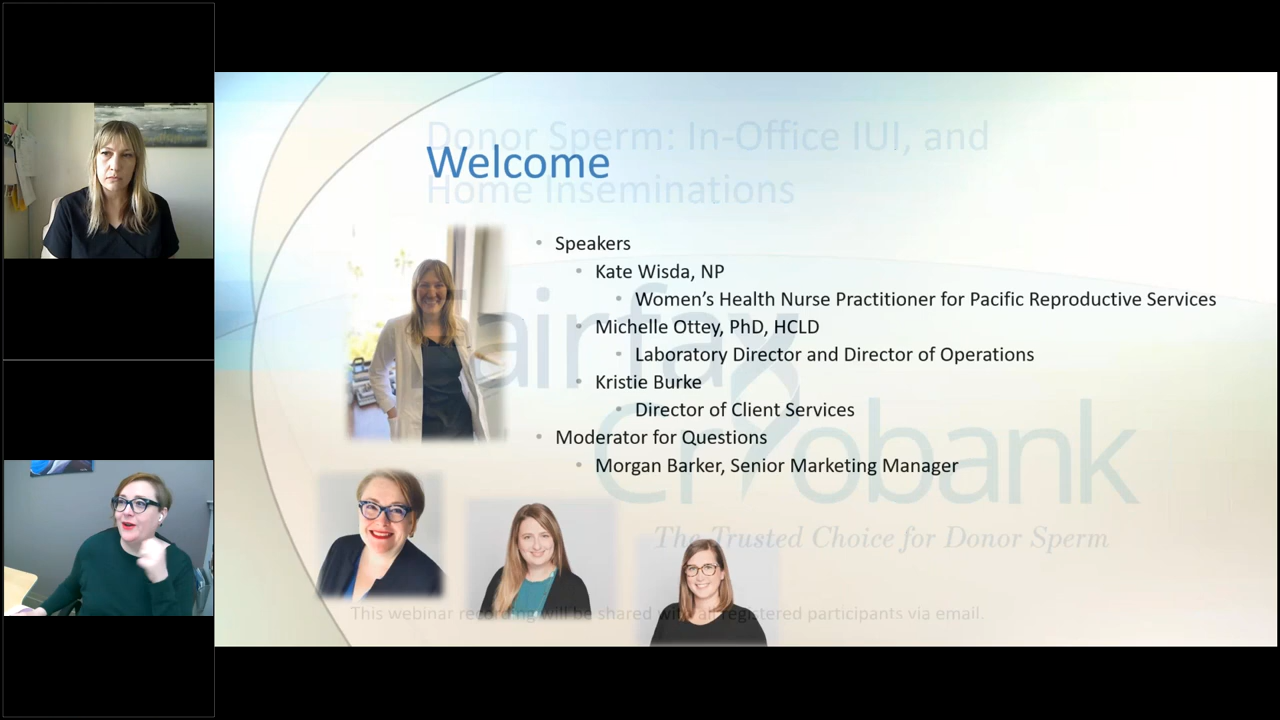 Donor Sperm: In-Office IUI, and
Welcome
Home Inseminations
• Speakers
• Kate Wisda, NP
• Women's Health Nurse Practitioner for Pacific Reproductive Services
• Michelle Ottey, PhD, HCLD
• Laboratory Director and Director of Operations
• Kristie Burke
• Director of Client Services
• Moderator for Questions
• Morgan Barker, Senior Marketing Manager
Fairfax
Cryobank
The Trusted Choice for Donor Sperm
This webinar recording will be shared with all registered participants via email.